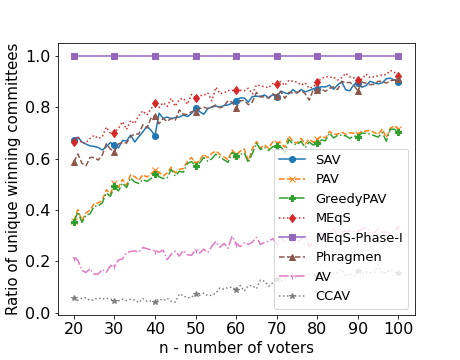 Ratio of unique winning committees
1.0
0.8
0.6
0.4
0.2
0.0
SAV
PAV
GreedyPAV
MEqS
MEqS-Phase-I
Phragmen
AV
CCAV
20 30 40 50 60 70 80 90 100
n - number of voters